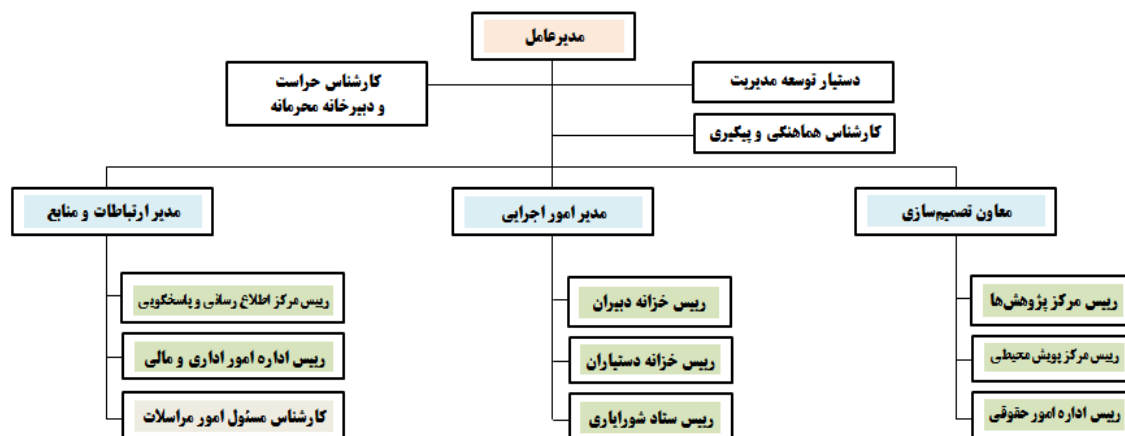 مدیرعامل
دستیار توسعه مدیریت
کارشناس حراست
و دبیرخانه محرمانه
کارشناس هماهنگی و پیگیری
معاون تصمیم‌سازی
مدیر امور اجرایی
مدیر ارتباطات و منابع
رییس مرکز پژوهش‌ها
رییس مرکز پویش محیطی
رییس اداره امور حقوقی
رییس خزانه دبیران
رییس خزانه دستیاران
رییس ستاد شورایاری
رییس مرکز اطلاع رسانی و پاسخگویی
رییس اداره امور اداری و مالی
کارشناس مسئول امور مراسلات